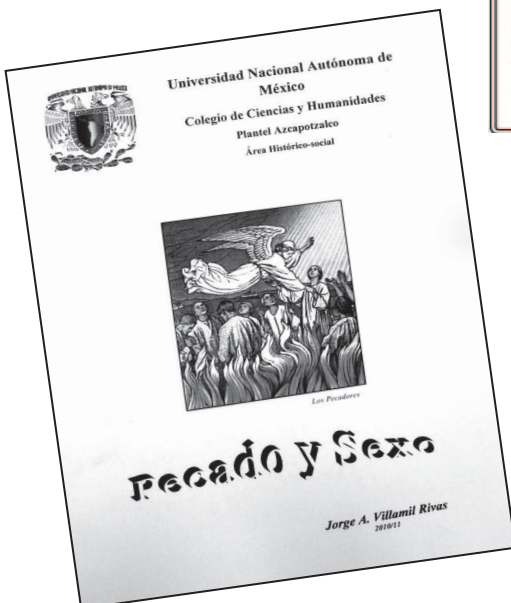 Universidad Nacional Autónoma de
México
Colegio de Ciencias y Humanidades
Plantel Azcapotzalco
Área Histórico-social
Los Pecadores
Pecado y Sexo
Jorge A. Villamil Rivas
2010/11